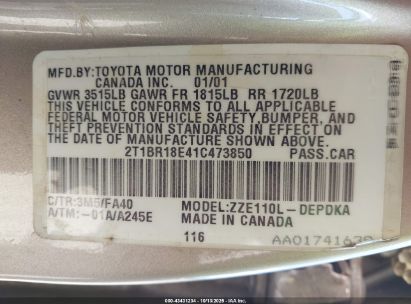 MFD.BY:TOYOTA MOTOR MANUFACTURING
CANADA INC. 01/01
GVWR 3515LB GAWR FR 1815LB RR 1720LB
THIS VEHICLE CONFORMS TO ALL APPLICABLE
FEDERAL MOTOR VEHICLE SAFETY,BUMPER, AND
THEFT PREVENTION STANDARDS IN EFFECT ON
THE DATE OF MANUFACTURE SHOWN ABOVE.
2T1BR18E41C473850 PASS.CAR
C/TR:3M5/FA40 MODEL:ZZE110L-DEPDKA
A/TM:-01A/A245E MADE IN CANADA
116